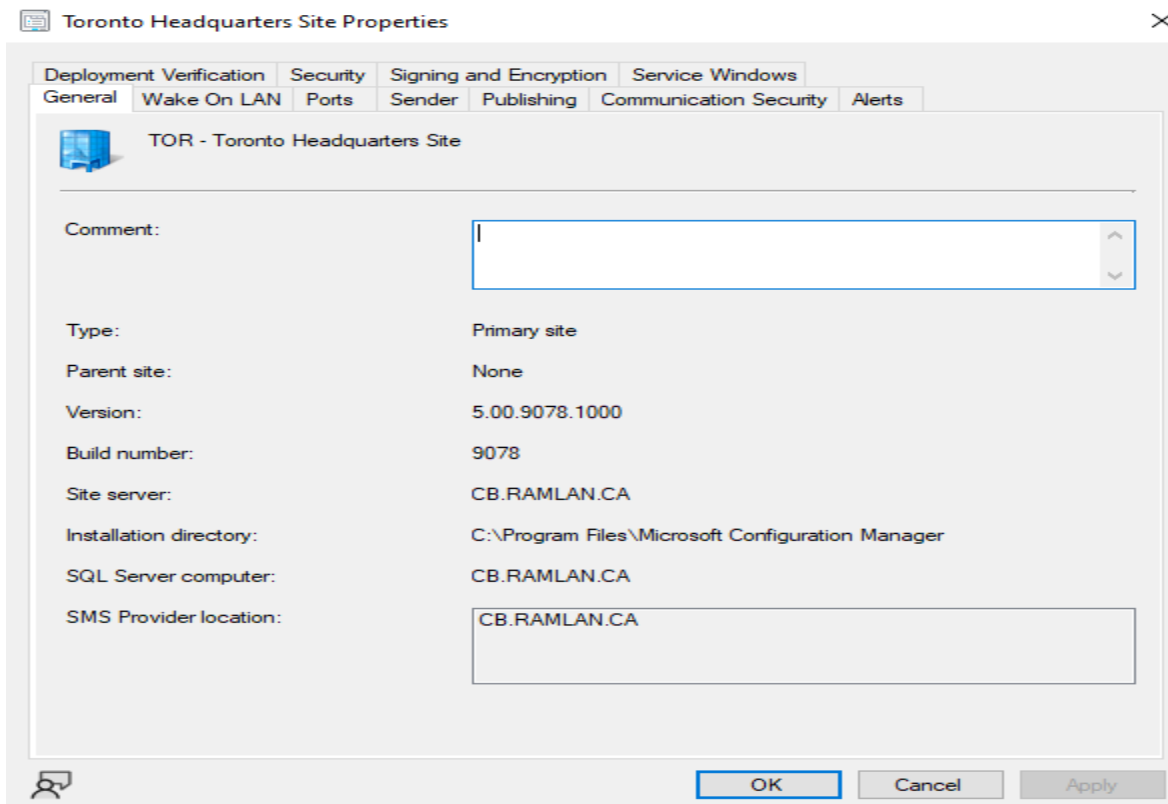 Toronto Headquarters Site Properties
Deployment Verification Security Signing and Encryption Service Windows
General Wake On LAN Ports Sender Publishing Communication Security Alerts
TOR - Toronto Headquarters Site
Comment:
Type: Primary site
Parent site: None
Version: 5.00.9078.1000
Build number: 9078
Site server: CB.RAMLAN.CA
Installation directory: C:\Program Files\Microsoft Configuration Manager
SQL Server computer: CB.RAMLAN.CA
SMS Provider location: CB.RAMLAN.CA
OK Cancel Apply